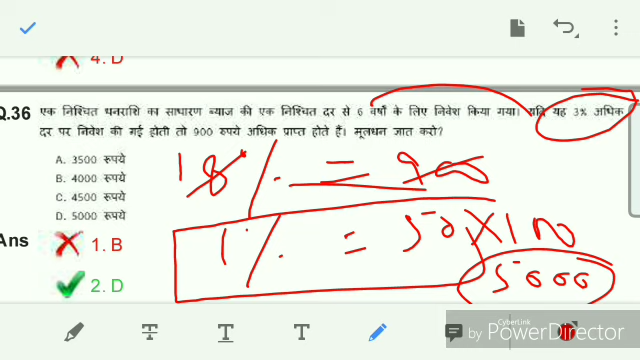 4. D
Q.36 एक निश्चित धनराशि का साधारण ब्याज की एक निश्चित दर से 6 वर्षों के लिए निवेश किया गया। यदि यह 3% अधिक
दर पर निवेश की गई होती तो 900 रुपये अधिक प्राप्त होते हैं। मूलधन ज्ञात करो?
A. 3500 रुपये
B. 4000 रुपये
C. 4500 रुपये
D. 5000 रुपये
18% = 900
1% = 50 X 100
5000
Ans
1. B
2. D
T T T
CyberLink
by PowerDirector